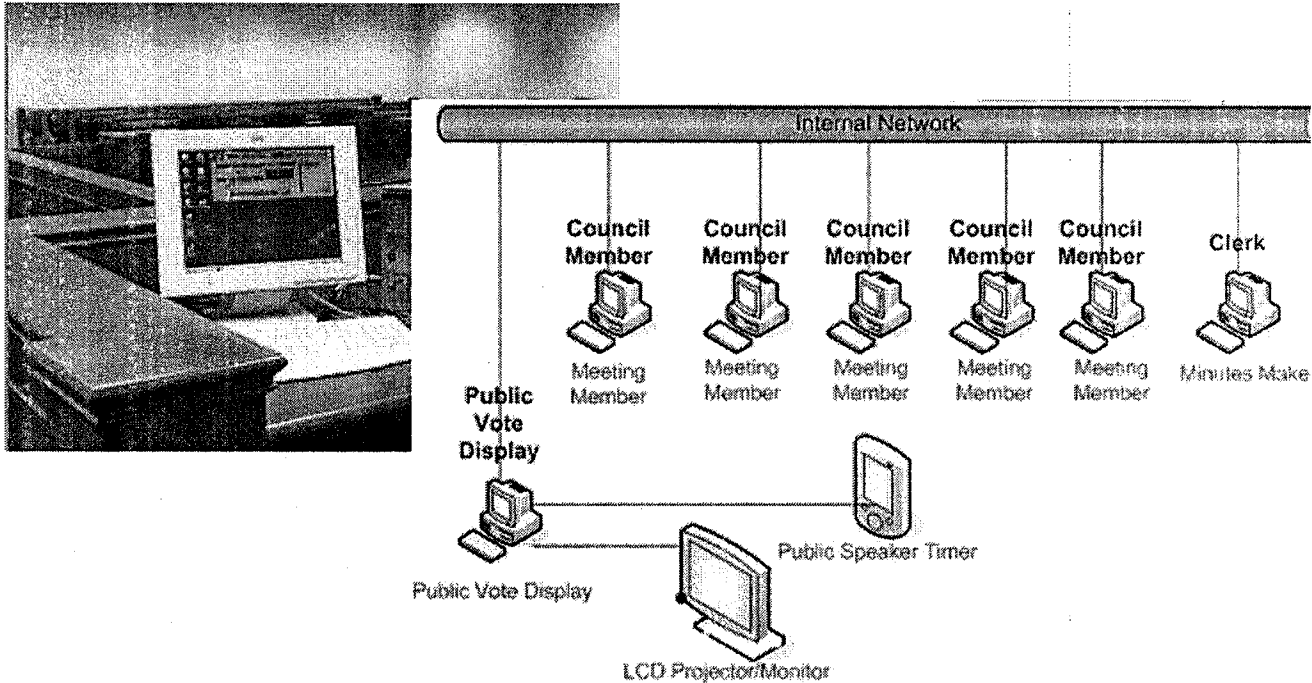 Internal Network
Council
Member
Council
Member
Council
Member
Council
Member
Council
Member
Clerk
Meeting
Member
Meeting
Member
Meeting
Member
Meeting
Member
Meeting
Member
Minutes Make
Public
Vote
Display
Public Speaker Timer
Public Vote Display
LCD Projector/Monitor